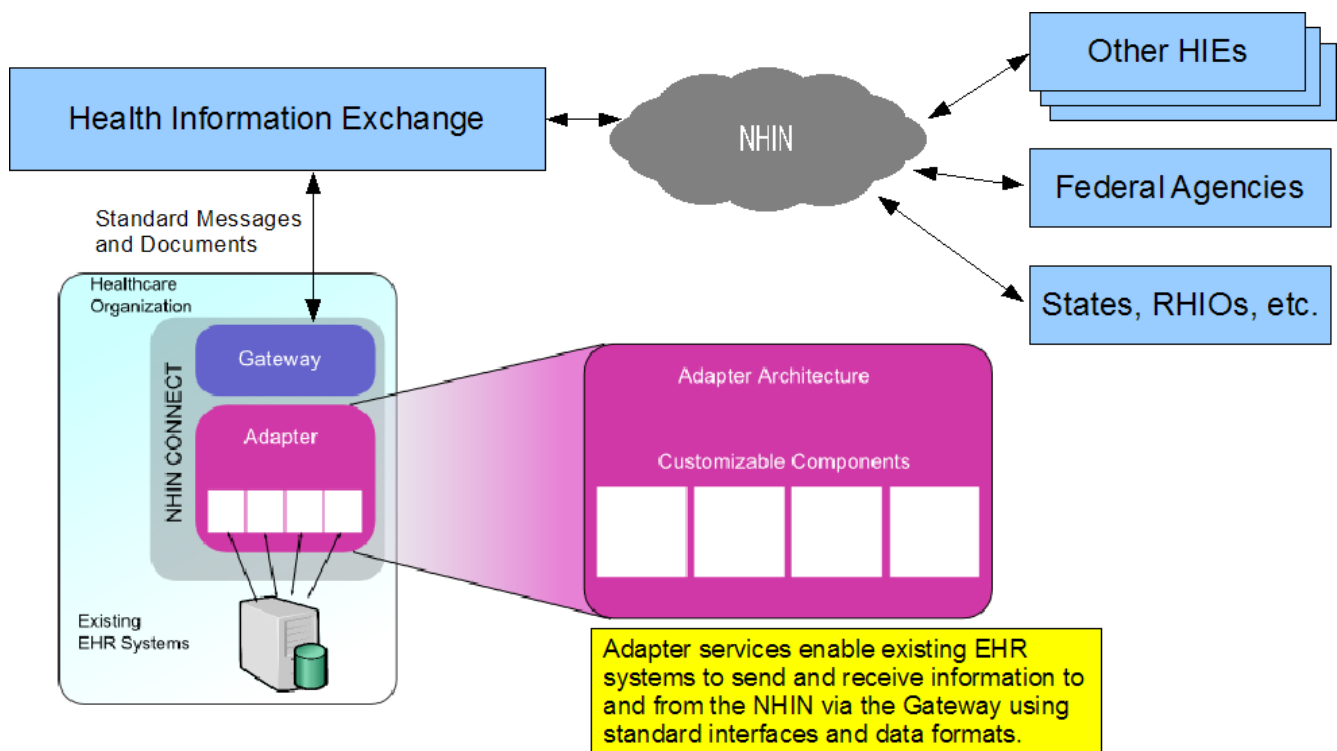 Other HIEs
Health Information Exchange
NHIN
Federal Agencies
States, RHIOs, etc.
Standard Messages
and Documents
Healthcare
Organization
NHIN CONNECT
Gateway
Adapter
Existing
EHR Systems
Adapter Architecture
Customizable Components
Adapter services enable existing EHR
systems to send and receive information to
and from the NHIN via the Gateway using
standard interfaces and data formats.